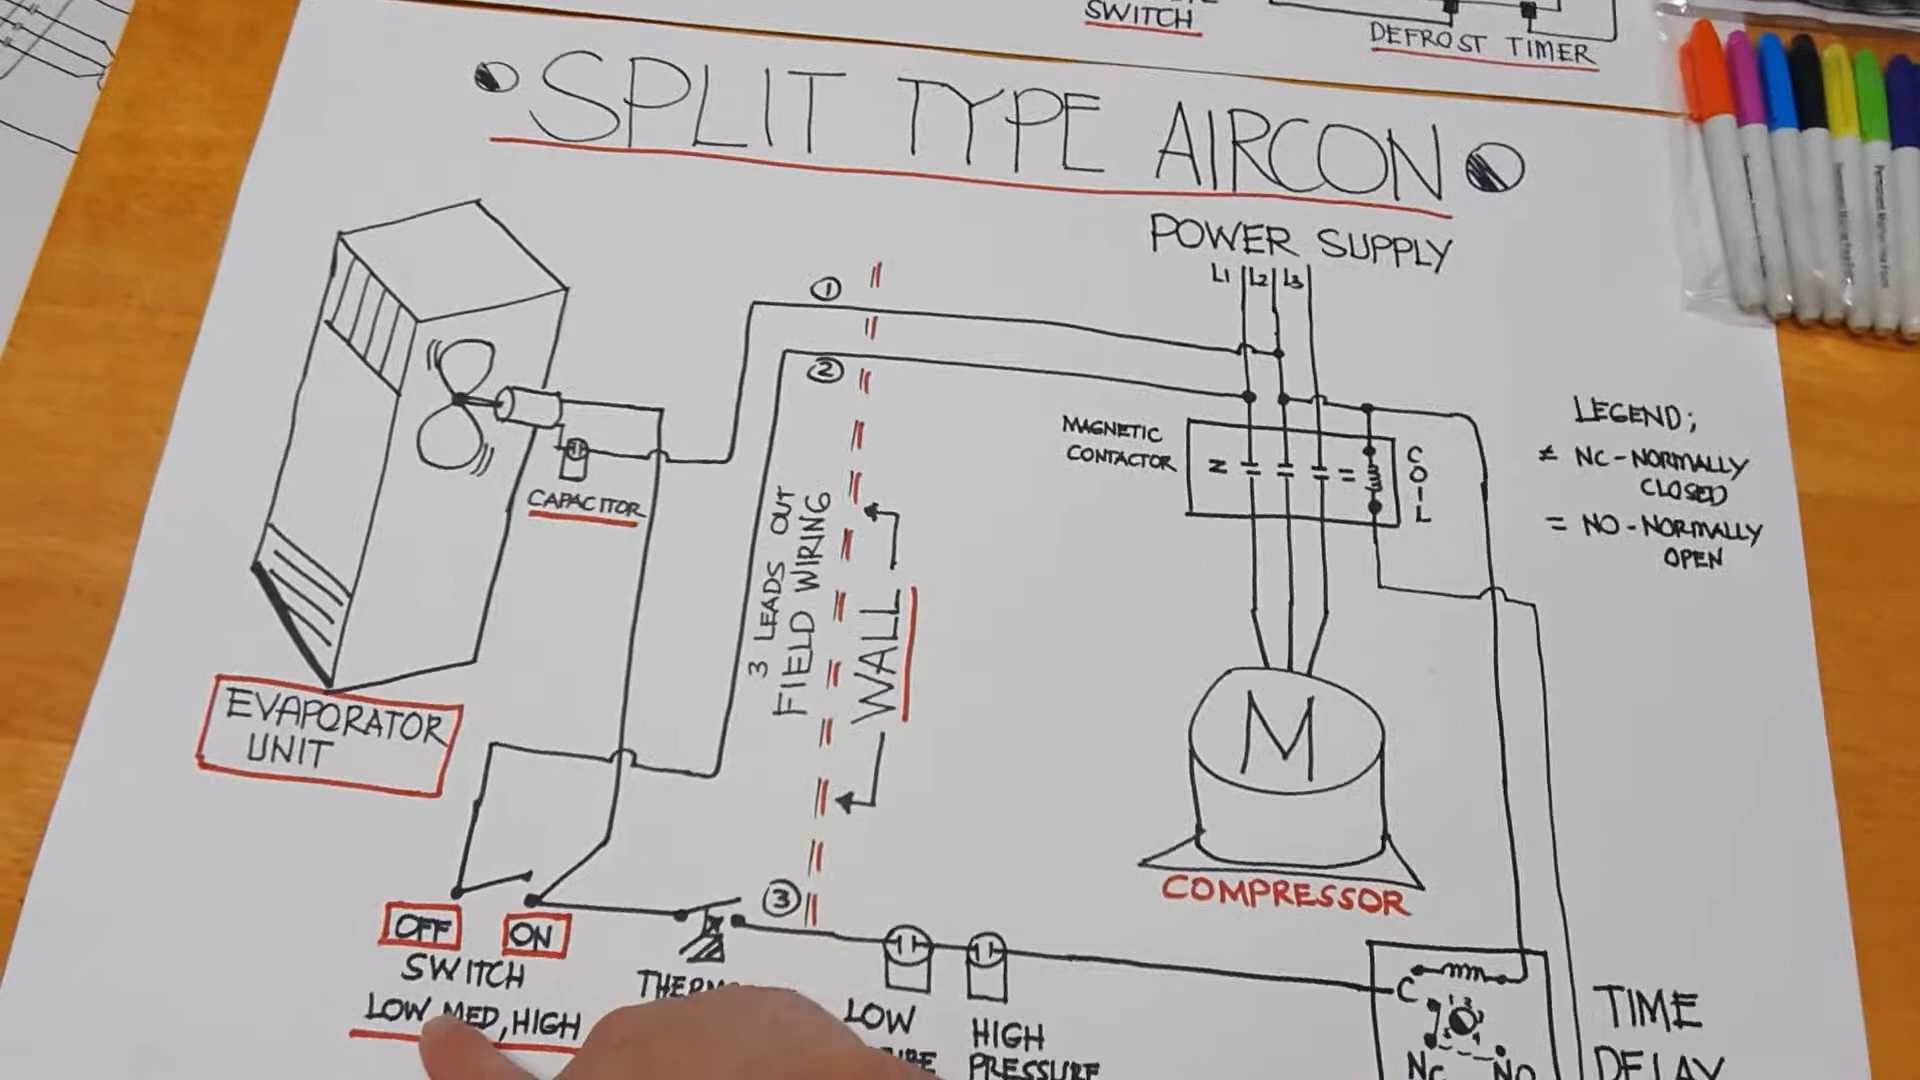 SWITCH
DEFROST TIMER
SPLIT TYPE AIRCON
POWER SUPPLY
L1 L2 L3
1
2
MAGNETIC
CONTACTOR
COIL
LEGEND;
≠ NC-NORMALLY
CLOSED
= NO-NORMALLY
OPEN
CAPACITOR
3 LEADS OUT
FIELD WIRING
WALL
EVAPORATOR
UNIT
M
COMPRESSOR
3
OFF
ON
SWITCH
LOW MED, HIGH
LOW
HIGH
PRESSURE
C
NC
NO
TIME
DELAY